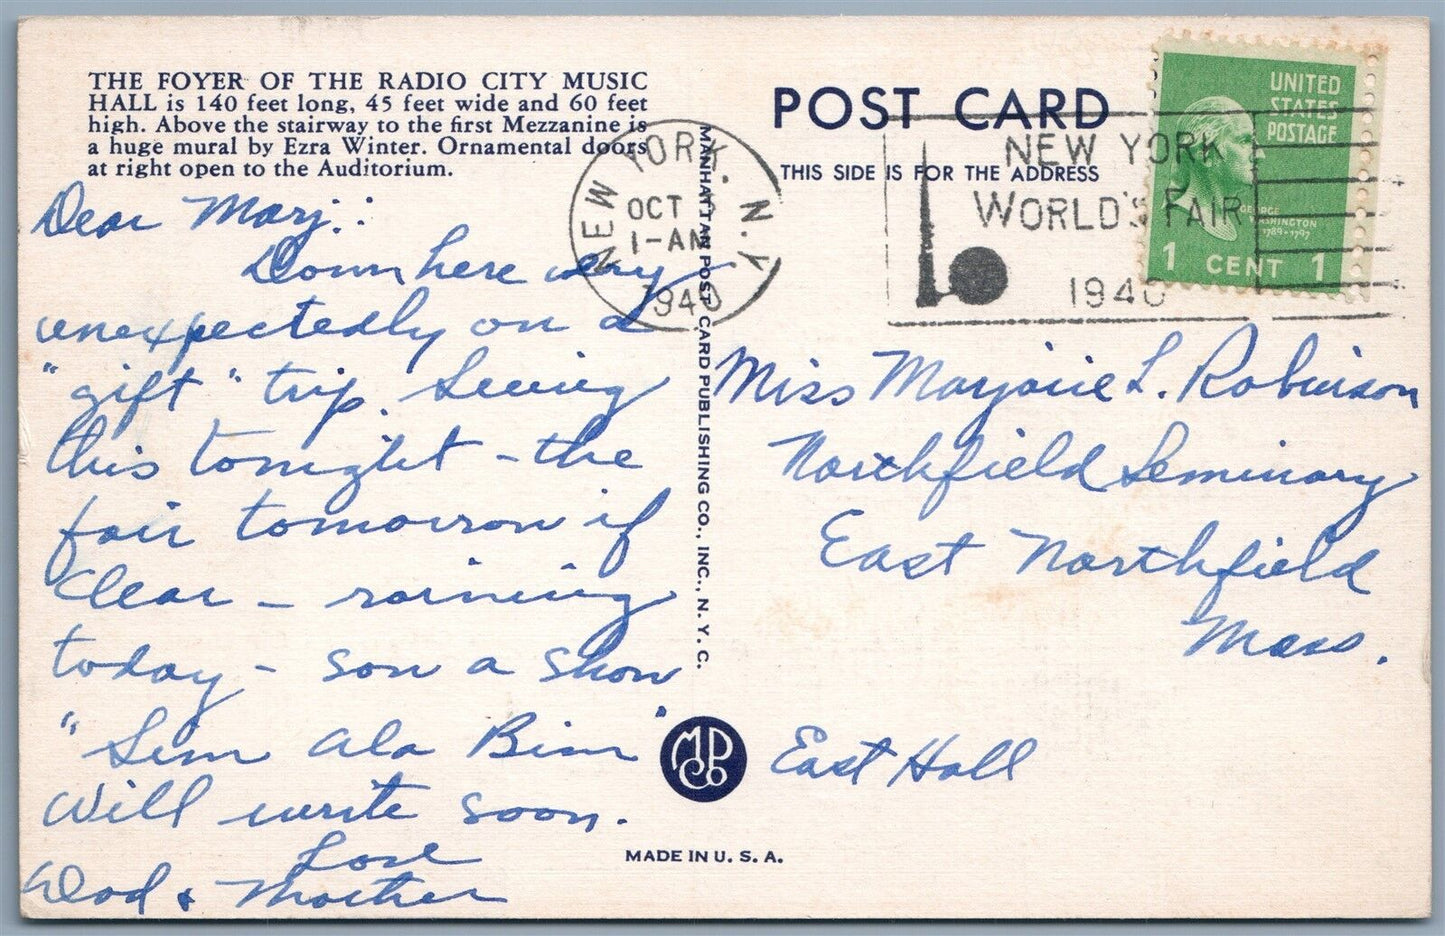 THE FOYER OF THE RADIO CITY MUSIC
HALL is 140 feet long, 45 feet wide and 60 feet
high. Above the stairway to the first Mezzanine is
a huge mural by Ezra Winter. Ornamental doors
at right open to the Auditorium.
Dear Marj.:
Down here very
unexpectedly on a
"gift" trip. Seeing
this tonight - the
fair tomorrow if
clear - raining
today - saw a show
"Sim Ala Bim"
Will write soon.
Love
Dad & Mother
MANHATTAN POST CARD PUBLISHING CO., INC., N. Y. C.
MPCo
MADE IN U. S. A.
POST CARD
THIS SIDE IS FOR THE ADDRESS
NEW YORK, N.Y.
OCT
1-AM
1940
NEW YORK
WORLD'S FAIR
1940
UNITED
STATES
POSTAGE
GEORGE
WASHINGTON
1789-1797
1 CENT 1
Miss Marjorie L. Robinson
Northfield Seminary
East Northfield
Mass.
East Hall